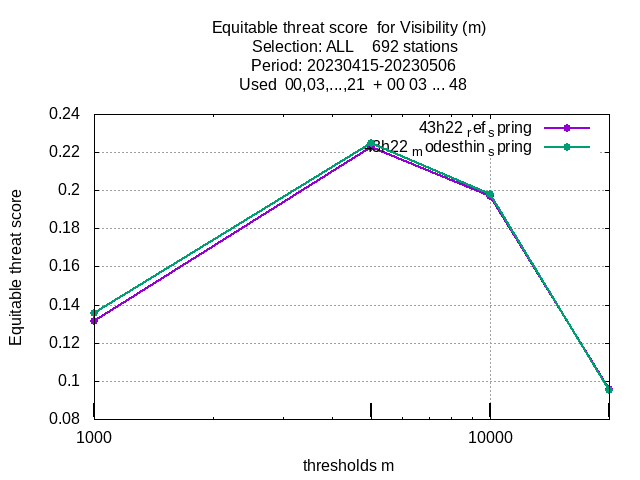 Equitable threat score for Visibility (m)
Selection: ALL 692 stations
Period: 20230415-20230506
Used 00,03,...,21 + 00 03 ... 48
0.24
0.22
0.2
0.18
0.16
0.14
0.12
0.1
0.08
Equitable threat score
43h22 ref spring
43h22 modesthin spring
1000
10000
thresholds m